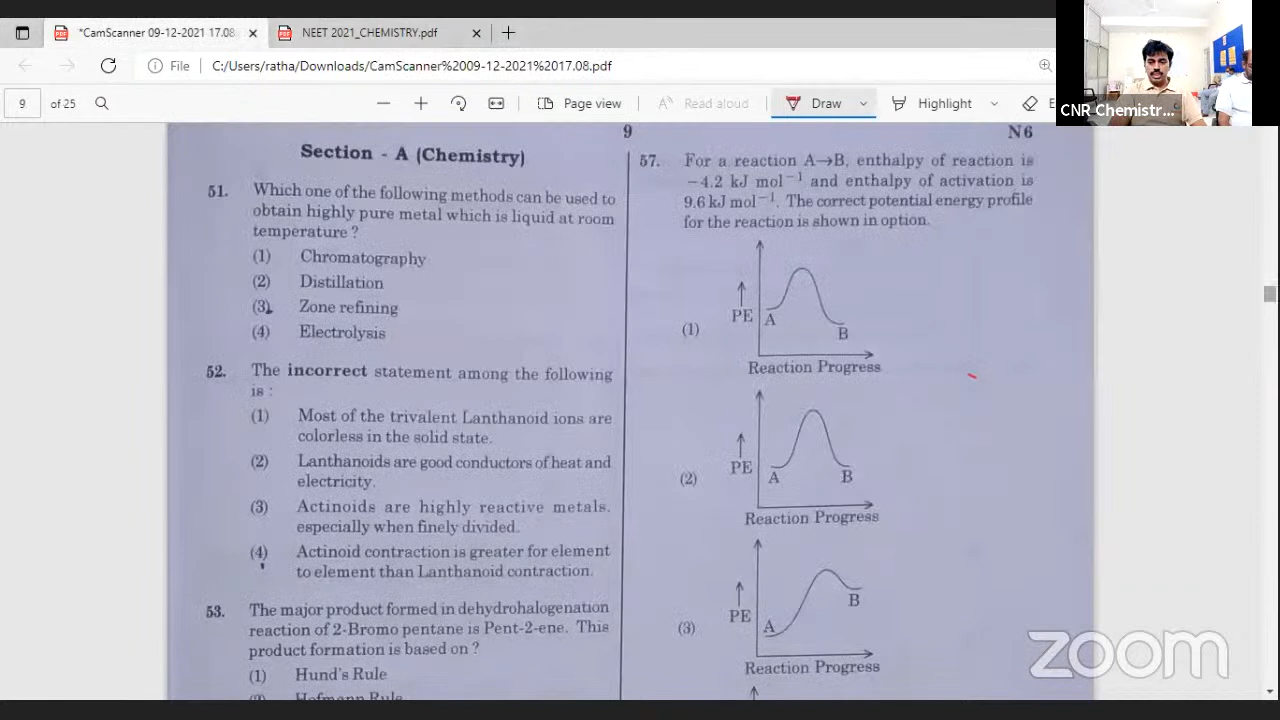 *CamScanner 09-12-2021 17.08
NEET 2021_CHEMISTRY.pdf
File
C:/Users/ratha/Downloads/CamScanner%2009-12-2021%2017.08.pdf
9
of 25
Page view
Read aloud
Draw
Highlight
CNR Chemistr...
9
N6
Section - A (Chemistry)
51. Which one of the following methods can be used to
obtain highly pure metal which is liquid at room
temperature ?
(1) Chromatography
(2) Distillation
(3) Zone refining
(4) Electrolysis
52. The incorrect statement among the following
is :
(1) Most of the trivalent Lanthanoid ions are
colorless in the solid state.
(2) Lanthanoids are good conductors of heat and
electricity.
(3) Actinoids are highly reactive metals,
especially when finely divided.
(4) Actinoid contraction is greater for element
to element than Lanthanoid contraction.
53. The major product formed in dehydrohalogenation
reaction of 2-Bromo pentane is Pent-2-ene. This
product formation is based on ?
(1) Hund's Rule
Hofmann Rule
57. For a reaction A→B, enthalpy of reaction is
−4.2 kJ mol⁻¹ and enthalpy of activation is
9.6 kJ mol⁻¹. The correct potential energy profile
for the reaction is shown in option.
(1)
PE
A
B
Reaction Progress
(2)
PE
A
B
Reaction Progress
(3)
PE
A
B
Reaction Progress
zoom